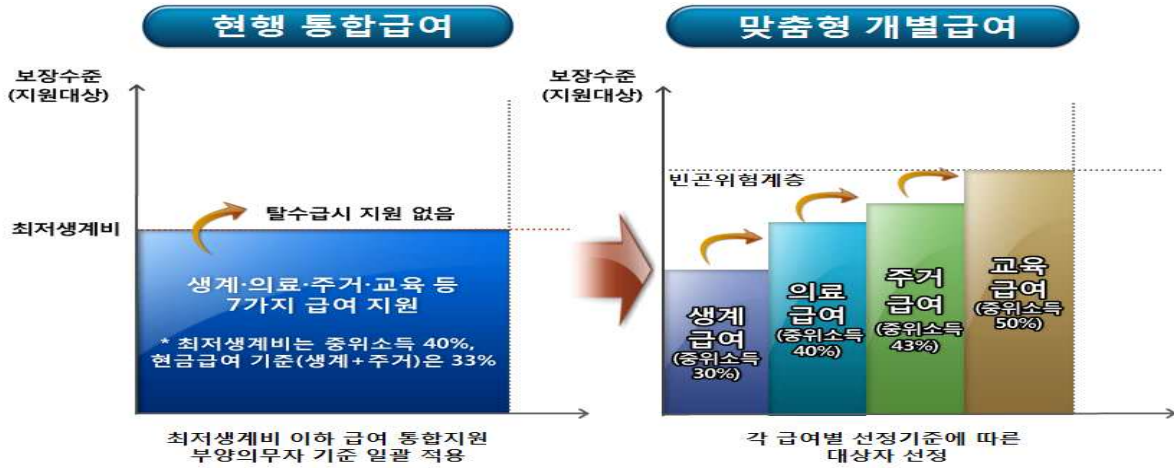 현행 통합급여
보장수준
(지원대상)
최저생계비
탈수급시 지원 없음
생계·의료·주거·교육 등
7가지 급여 지원
* 최저생계비는 중위소득 40%,
현금급여 기준(생계+주거)은 33%
최저생계비 이하 급여 통합지원
부양의무자 기준 일괄 적용
맞춤형 개별급여
보장수준
(지원대상)
빈곤위험계층
생계
급여
(중위소득
30%)
의료
급여
(중위소득
40%)
주거
급여
(중위소득
43%)
교육
급여
(중위소득
50%)
각 급여별 선정기준에 따른
대상자 선정